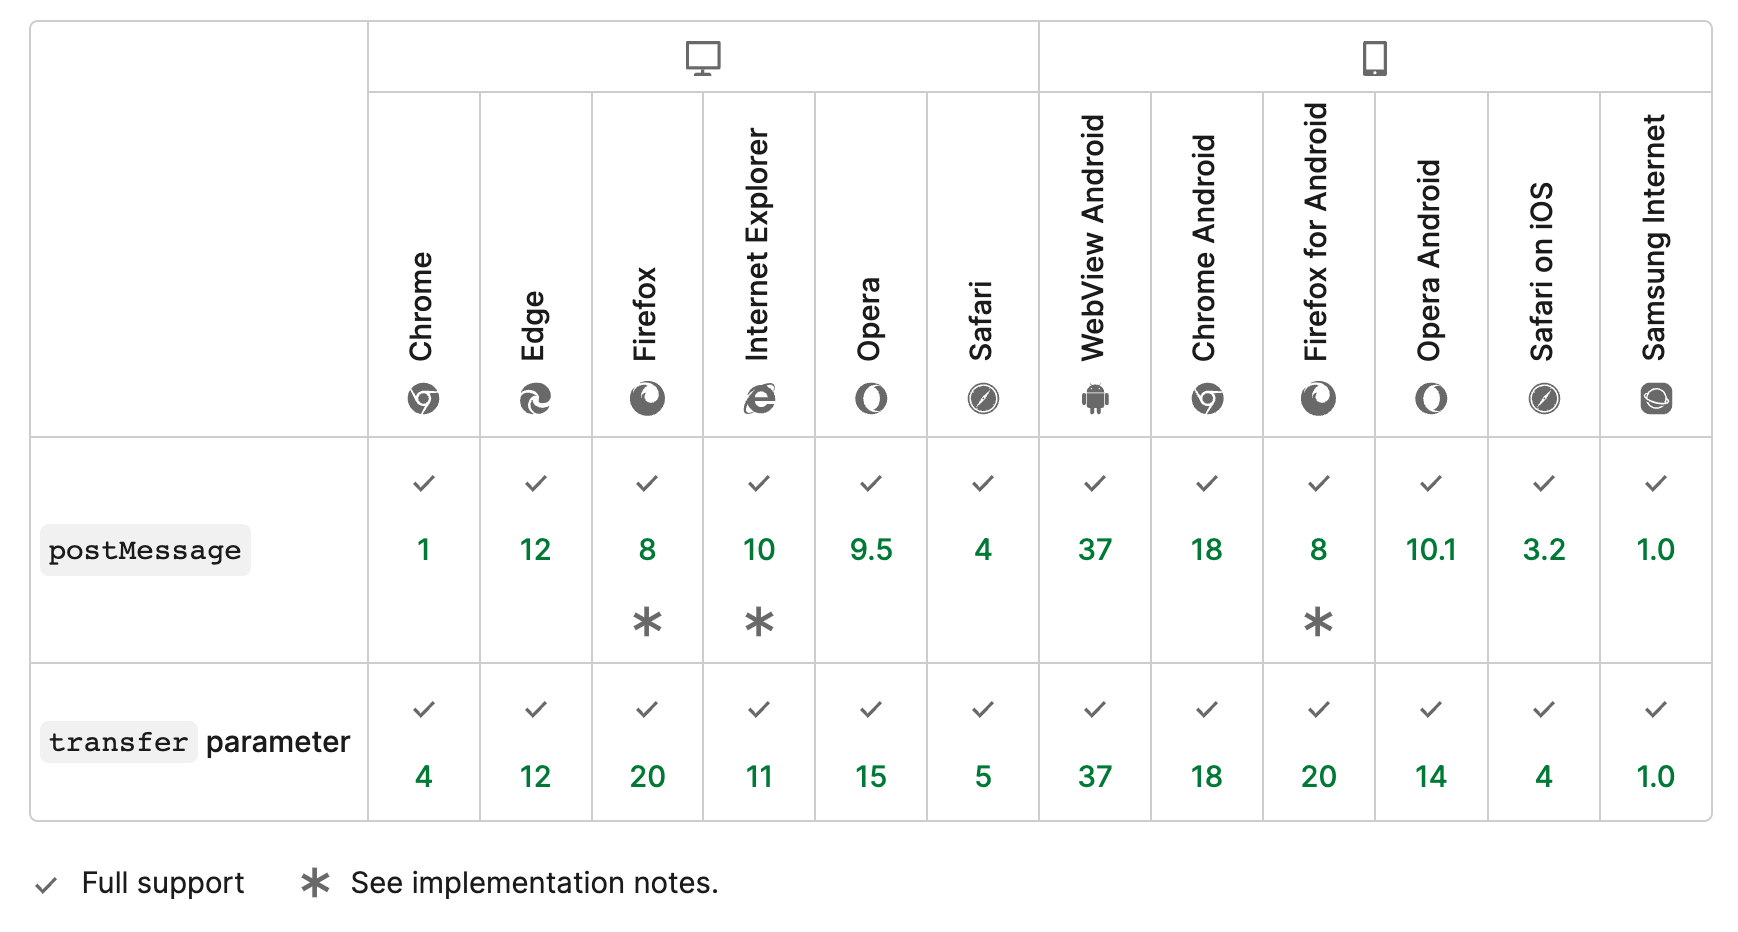 Chrome
Edge
Firefox
Internet Explorer
Opera
Safari
WebView Android
Chrome Android
Firefox for Android
Opera Android
Safari on iOS
Samsung Internet
postMessage 1 12 8 10 9.5 4 37 18 8 10.1 3.2 1.0
* * *
transfer parameter 4 12 20 11 15 5 37 18 20 14 4 1.0
✓ Full support * See implementation notes.